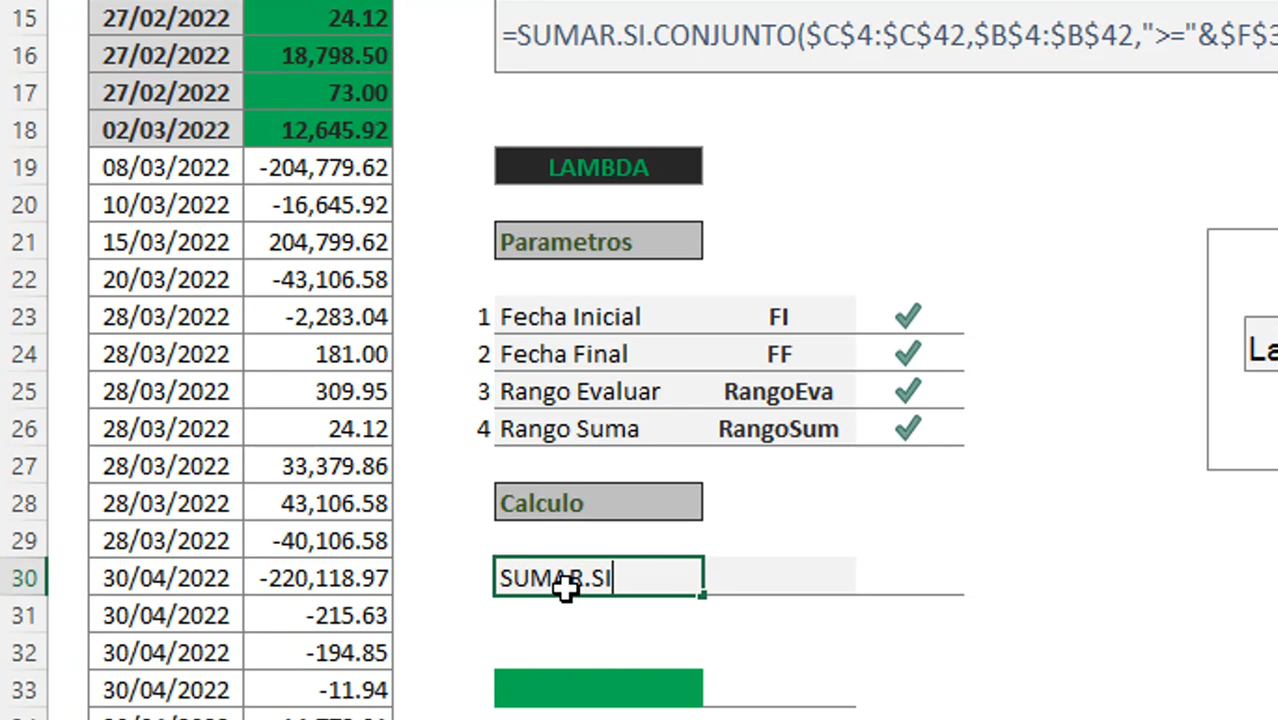 15 27/02/2022 24.12
16 27/02/2022 18,798.50
17 27/02/2022 73.00
18 02/03/2022 12,645.92
19 08/03/2022 -204,779.62
20 10/03/2022 -16,645.92
21 15/03/2022 204,799.62
22 20/03/2022 -43,106.58
23 28/03/2022 -2,283.04
24 28/03/2022 181.00
25 28/03/2022 309.95
26 28/03/2022 24.12
27 28/03/2022 33,379.86
28 28/03/2022 43,106.58
29 28/03/2022 -40,106.58
30 30/04/2022 -220,118.97
31 30/04/2022 -215.63
32 30/04/2022 -194.85
33 30/04/2022 -11.94
=SUMAR.SI.CONJUNTO($C$4:$C$42,$B$4:$B$42,">="&$F$3
LAMBDA
Parametros
1 Fecha Inicial FI
2 Fecha Final FF
3 Rango Evaluar RangoEva
4 Rango Suma RangoSum
Calculo
SUMAR.SI
La